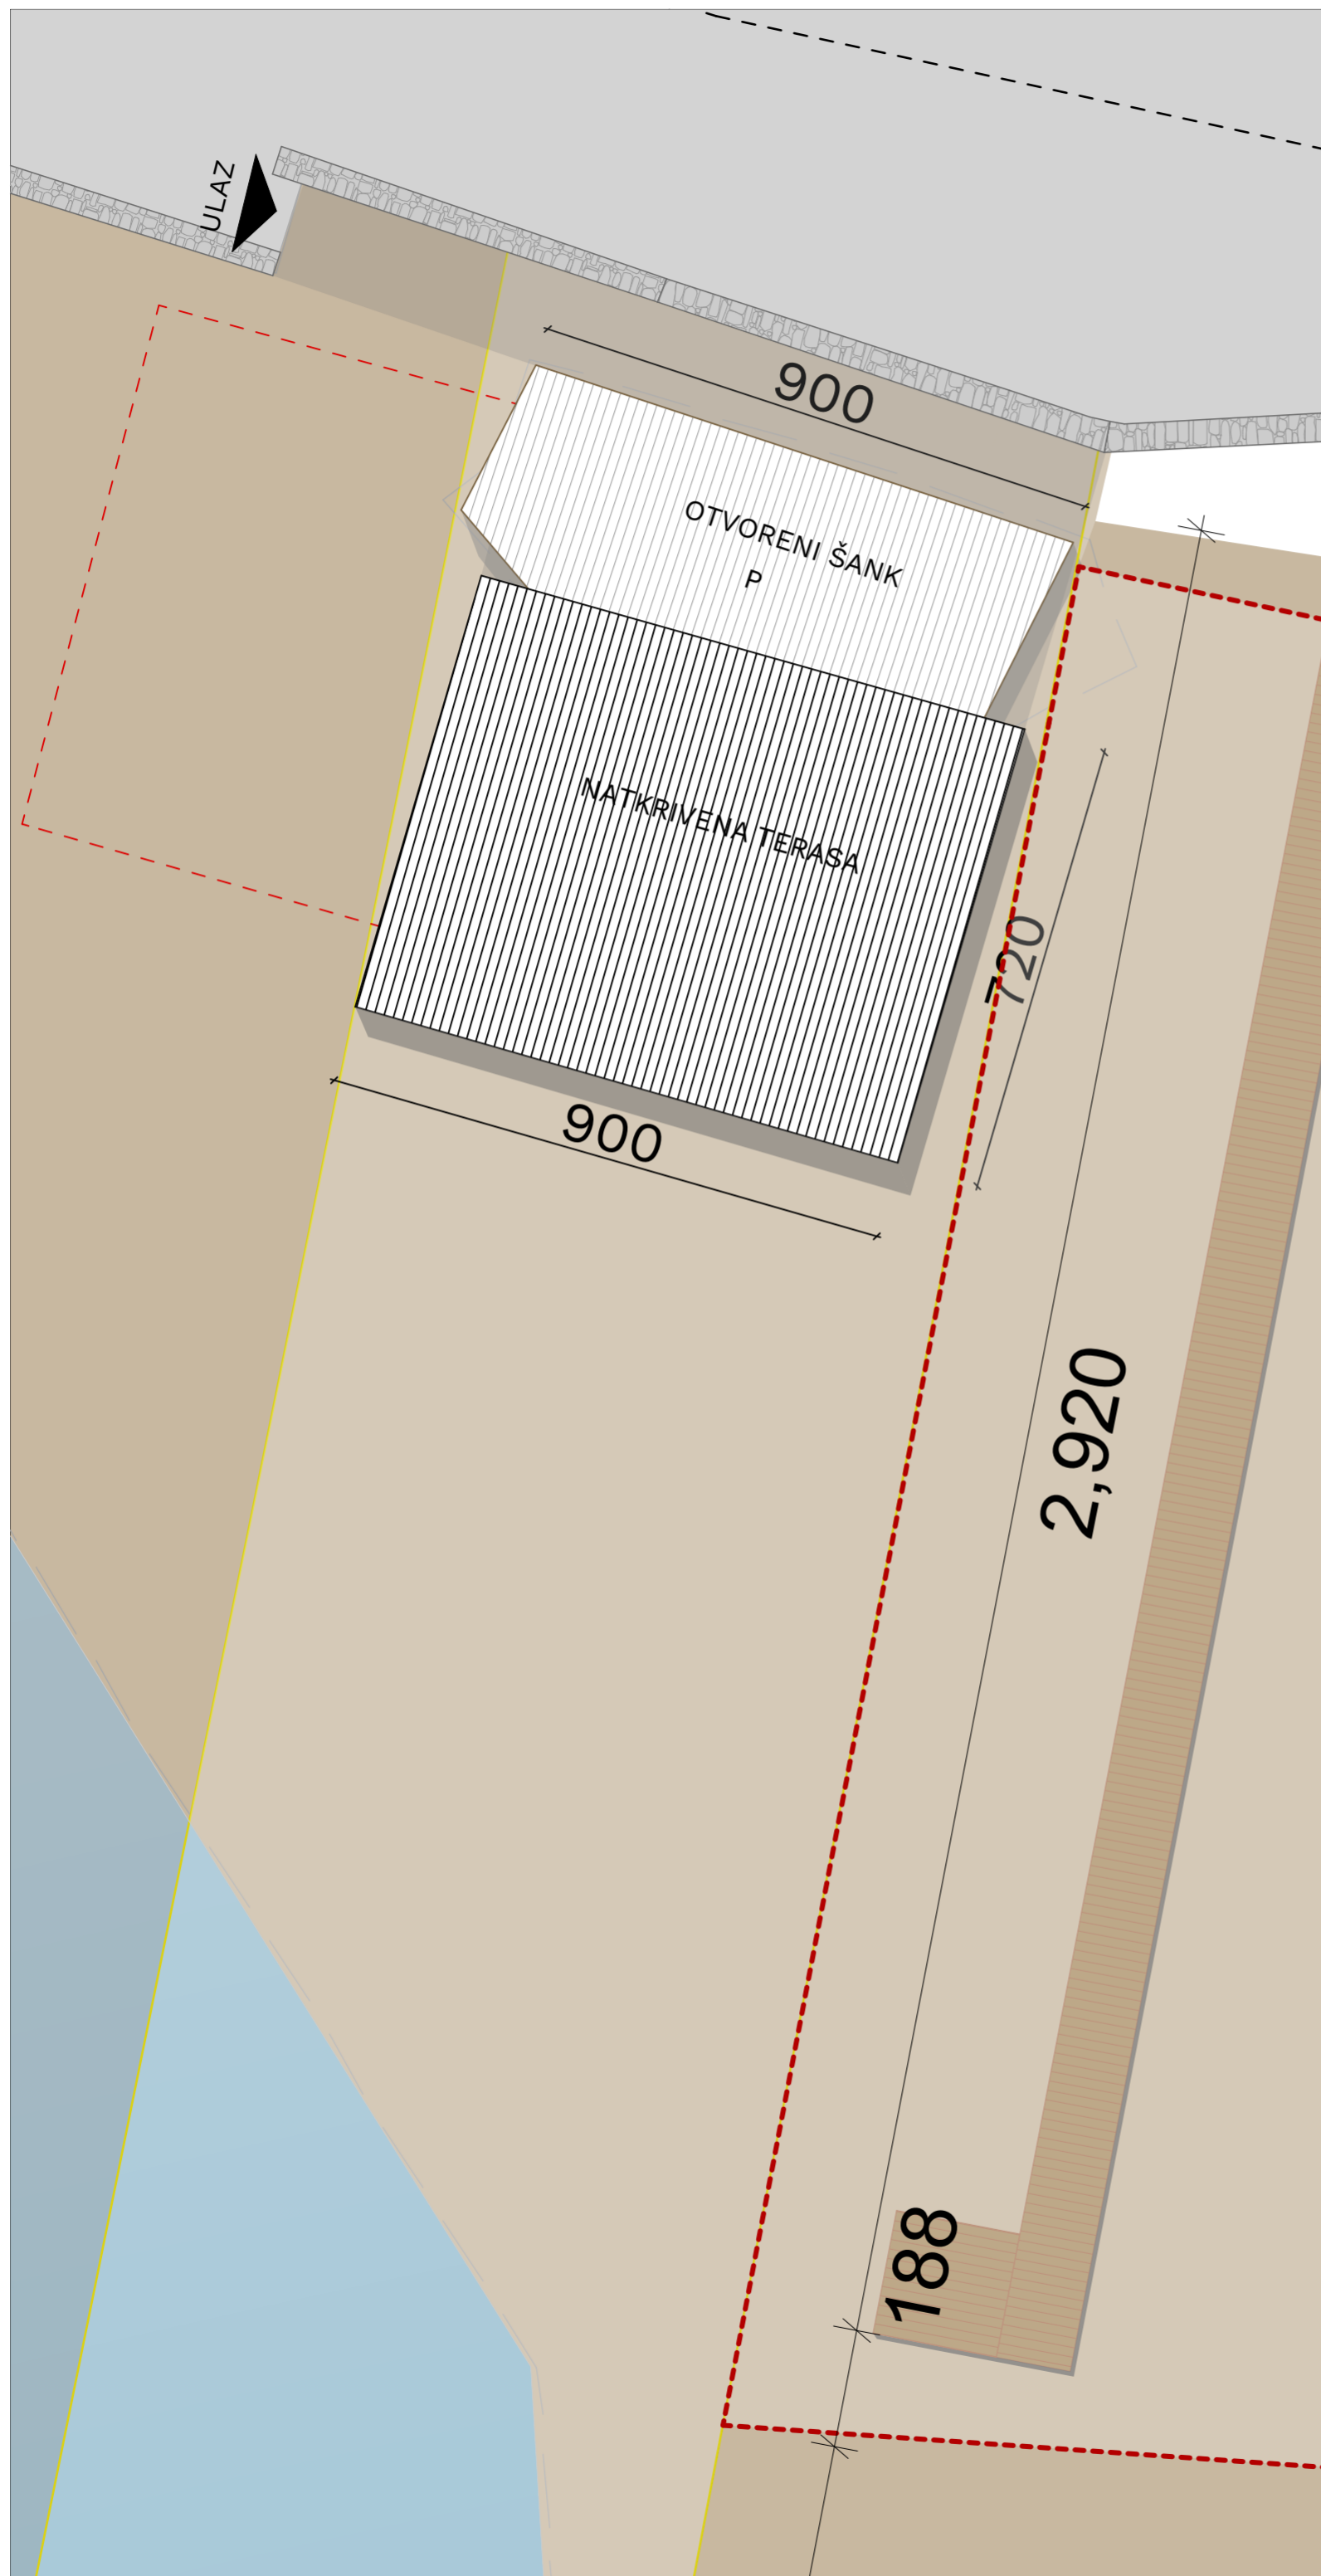 ULAZ
900
OTVORENI ŠANK
P
NATKRIVENA TERASA
720
900
2,920
188